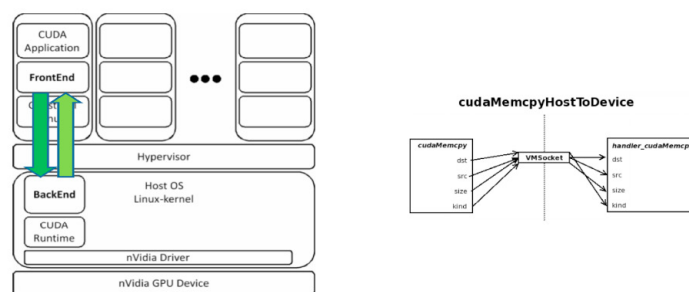 CUDA
Application
FrontEnd
Hypervisor
BackEnd
Host OS
Linux-kernel
CUDA
Runtime
nVidia Driver
nVidia GPU Device
cudaMemcpyHostToDevice
cudaMemcpy
dst
src
size
kind
VMSocket
handler_cudaMemcp
dst
src
size
kind